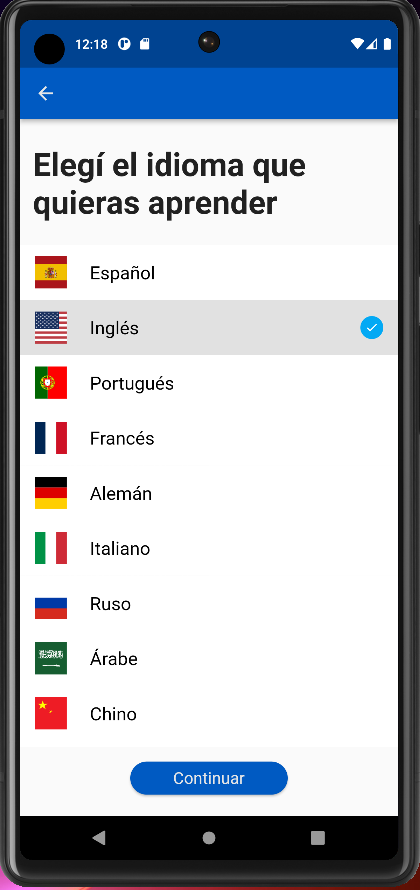 12:18
Elegí el idioma que
quieras aprender
Español
Inglés
Portugués
Francés
Alemán
Italiano
Ruso
Árabe
Chino
Continuar